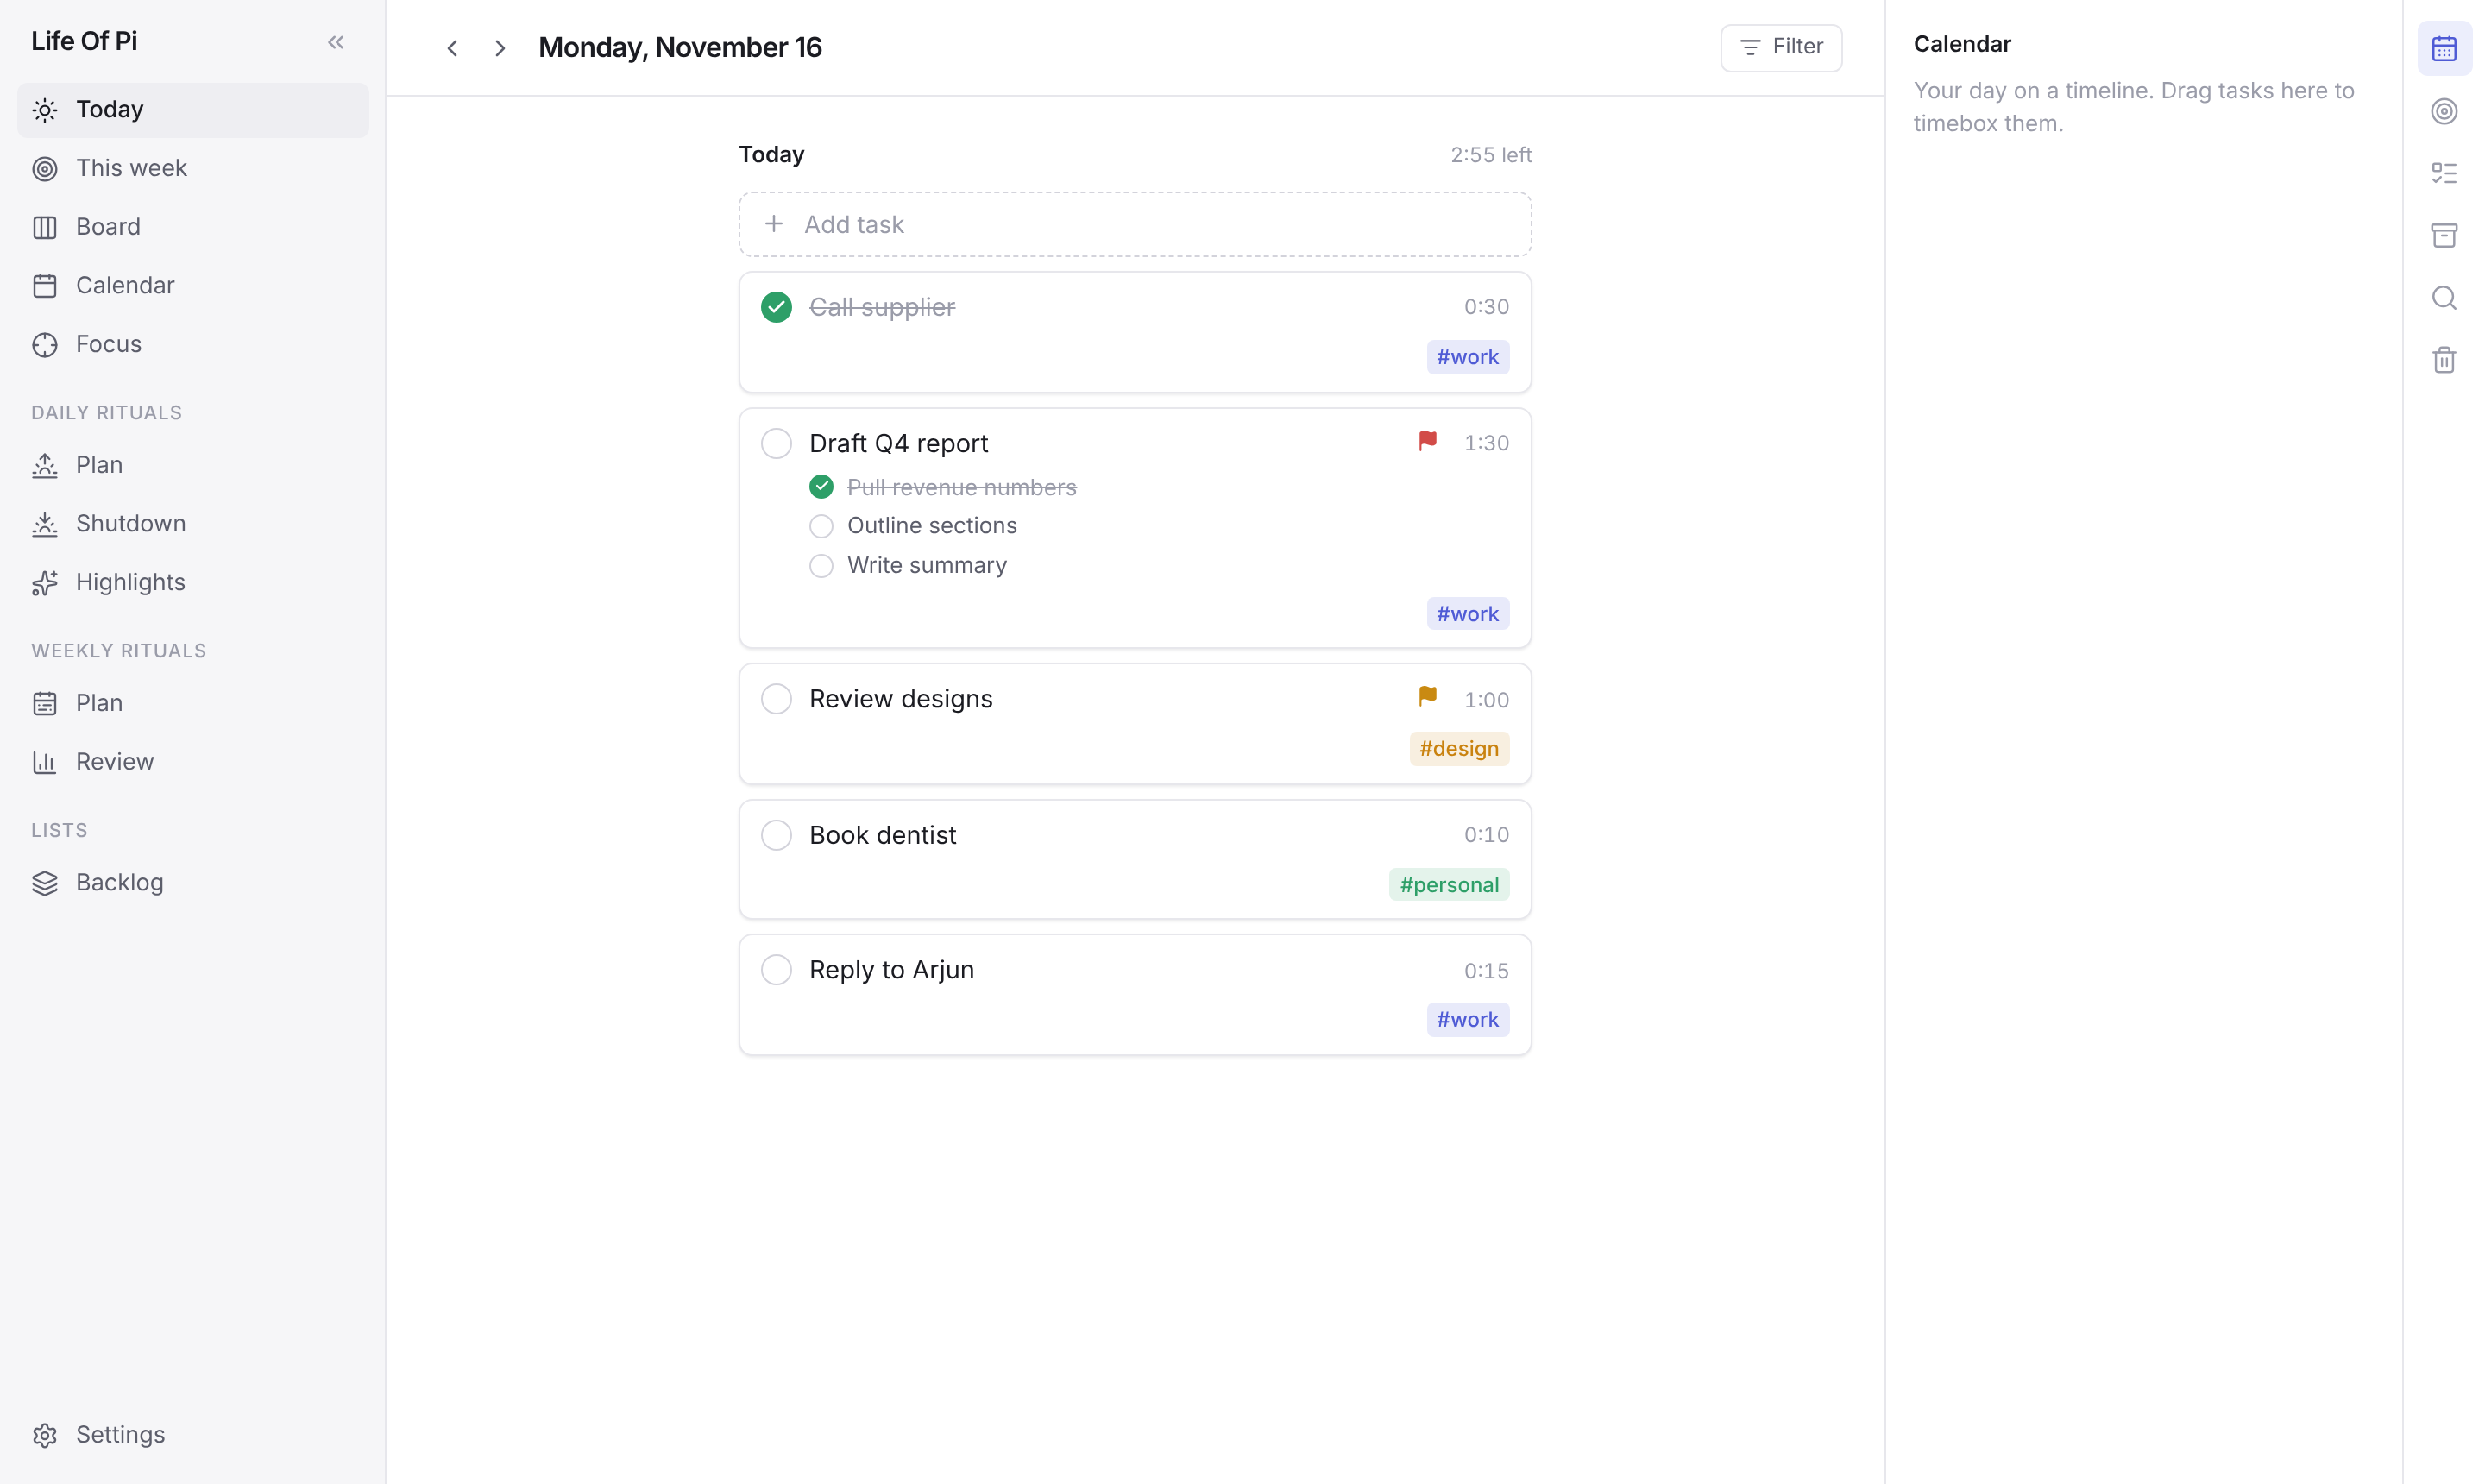 Life Of Pi
Today
This week
Board
Calendar
Focus
DAILY RITUALS
Plan
Shutdown
Highlights
WEEKLY RITUALS
Plan
Review
LISTS
Backlog
Settings
Monday, November 16
Filter
Today
2:55 left
Add task
Call supplier
0:30
#work
Draft Q4 report
1:30
Pull revenue numbers
Outline sections
Write summary
#work
Review designs
1:00
#design
Book dentist
0:10
#personal
Reply to Arjun
0:15
#work
Calendar
Your day on a timeline. Drag tasks here to
timebox them.